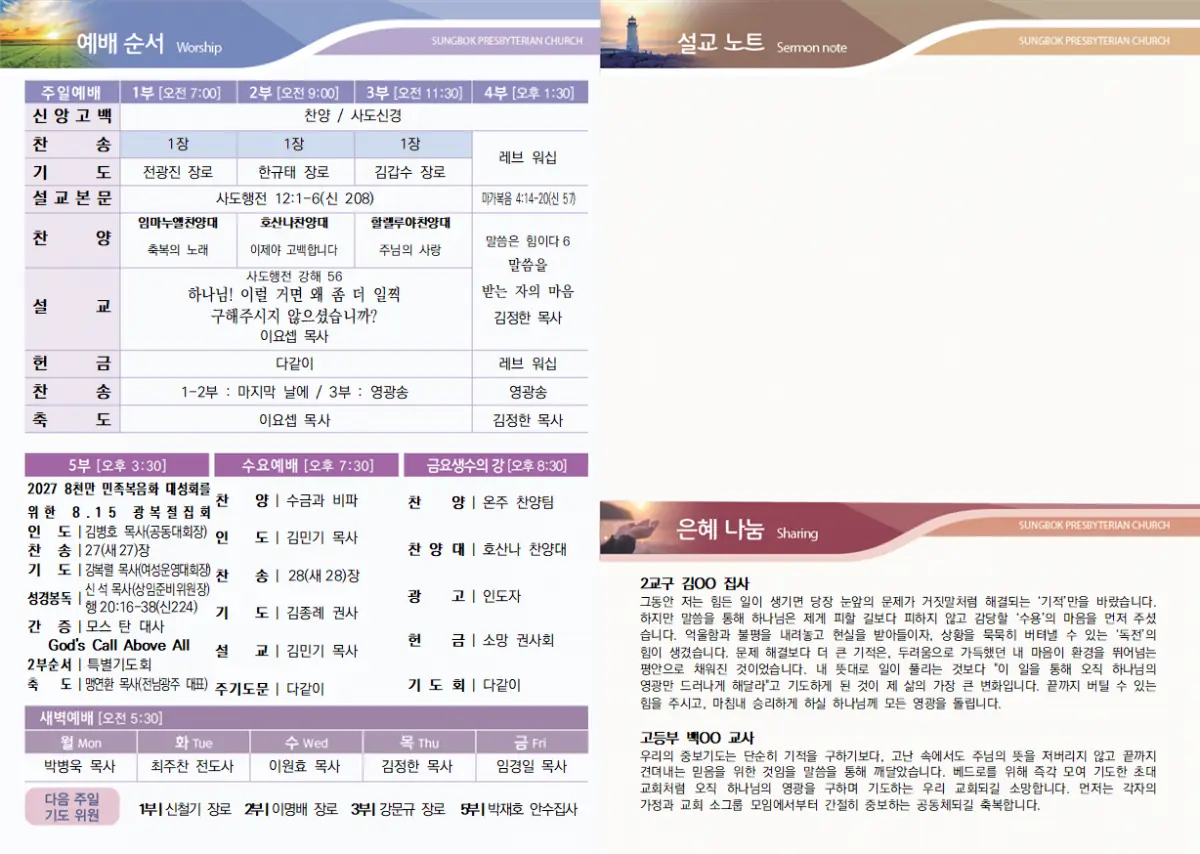 예배 순서 Worship
SUNGBOK PRESBYTERIAN CHURCH
주일예배 1부 [오전 7:00] 2부 [오전 9:00] 3부 [오전 11:30] 4부 [오후 1:30]
신앙고백 찬양 / 사도신경
찬 송 1장 1장 1장
레브 워십
기 도 전광진 장로 한규태 장로 김갑수 장로
설교본문 사도행전 12:1-6(신 208) 마가복음 4:14-20(신 57)
찬 양
임마누엘찬양대 호산나찬양대 할렐루야찬양대
축복의 노래 이제야 고백합니다 주님의 사랑
설 교
사도행전 강해 56
하나님! 이럴 거면 왜 좀 더 일찍
구해주시지 않으셨습니까?
이요셉 목사
말씀은 힘이다 6
말씀을
받는 자의 마음
김정한 목사
헌 금 다같이 레브 워십
찬 송 1-2부 : 마지막 날에 / 3부 : 영광송 영광송
축 도 이요셉 목사 김정한 목사
5부 [오후 3:30]
2027 8천만 민족복음화 대성회를
위한 8.15 광복절집회
인 도 | 김병호 목사(공동대회장)
찬 송 | 27(새27)장
기 도 | 강복렬 목사(여성운영대회장)
성경봉독 | 신 석 목사(상임준비위원장)
행 20:16-38(신224)
간 증 | 모스 탄 대사
God's Call Above All
2부순서 | 특별기도회
축 도 | 맹연환 목사(전남광주 대표)
수요예배 [오후 7:30]
찬 양 | 수금과 비파
인 도 | 김민기 목사
찬 송 | 28(새28)장
기 도 | 김종례 권사
설 교 | 김민기 목사
주기도문 | 다같이
금요생수의 강 [오후 8:30]
찬 양 | 온주 찬양팀
찬 양 대 | 호산나 찬양대
광 고 | 인도자
헌 금 | 소망 권사회
기 도 회 | 다같이
새벽예배 [오전 5:30]
월 Mon 화 Tue 수 Wed 목 Thu 금 Fri
박병욱 목사 최주찬 전도사 이원효 목사 김정한 목사 임경일 목사
다음 주일
기도 위원
1부| 신철기 장로 2부| 이명배 장로 3부| 강문규 장로 5부| 박재호 안수집사
설교 노트 Sermon note
SUNGBOK PRESBYTERIAN CHURCH
은혜 나눔 Sharing
SUNGBOK PRESBYTERIAN CHURCH
2교구 김OO 집사
그동안 저는 힘든 일이 생기면 당장 눈앞의 문제가 거짓말처럼 해결되는 '기적'만을 바랐습니다.
하지만 말씀을 통해 하나님은 제게 피할 길보다 피하지 않고 감당할 '수용'의 마음을 먼저 주셨
습니다. 억울함과 불평을 내려놓고 현실을 받아들이자, 상황을 묵묵히 버텨낼 수 있는 '독전'의
힘이 생겼습니다. 문제 해결보다 더 큰 기적은, 두려움으로 가득했던 내 마음이 환경을 뛰어넘는
평안으로 채워진 것이었습니다. 내 뜻대로 일이 풀리는 것보다 "이 일을 통해 오직 하나님의
영광만 드러나게 해달라"고 기도하게 된 것이 제 삶의 가장 큰 변화입니다. 끝까지 버틸 수 있는
힘을 주시고, 마침내 승리하게 하실 하나님께 모든 영광을 돌립니다.
고등부 백OO 교사
우리의 중보기도는 단순히 기적을 구하기보다, 고난 속에서도 주님의 뜻을 저버리지 않고 끝까지
견뎌내는 믿음을 위한 것임을 말씀을 통해 깨달았습니다. 베드로를 위해 즉각 모여 기도한 초대
교회처럼 오직 하나님의 영광을 구하며 기도하는 우리 교회되길 소망합니다. 먼저는 각자의
가정과 교회 소그룹 모임에서부터 간절히 중보하는 공동체되길 축복합니다.